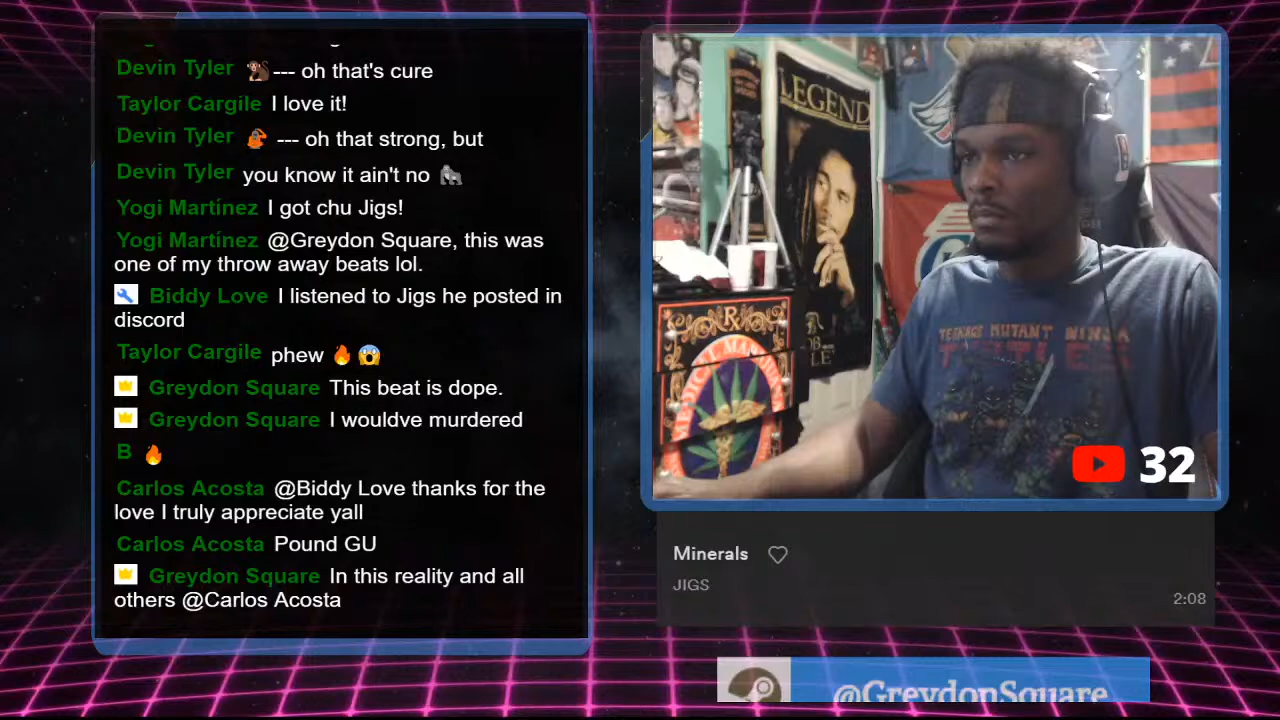 Devin Tyler --- oh that's cure
Taylor Cargile I love it!
Devin Tyler --- oh that strong, but
Devin Tyler you know it ain't no
Yogi Martínez I got chu Jigs!
Yogi Martínez @Greydon Square, this was
one of my throw away beats lol.
Biddy Love I listened to Jigs he posted in
discord
Taylor Cargile phew 🔥😱
Greydon Square This beat is dope.
Greydon Square I wouldve murdered
B 🔥
Carlos Acosta @Biddy Love thanks for the
love I truly appreciate yall
Carlos Acosta Pound GU
Greydon Square In this reality and all
others @Carlos Acosta
LEGEND
TEENAGE MUTANT NINJA
TURTLES
32
Minerals
JIGS
2:08
@GreydonSquare